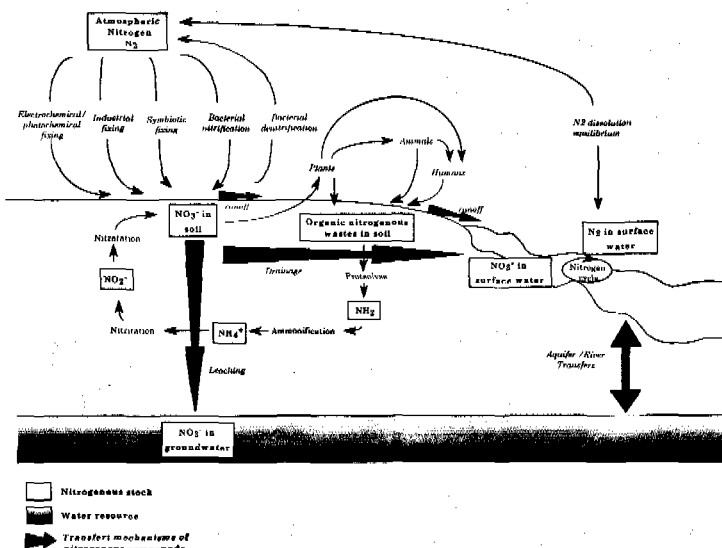 Atmospheric
Nitrogen
N2
Electrochemical/
photochemical
fixing
Industrial
fixing
Symbiotic
fixing
Bacterial
nitrification
Bacterial
denitrification
N2 dissolution
equilibrium
Animals
Plants
Humans
runoff
runoff
NO3- in
soil
Organic nitrogenous
wastes in soil
N2 in surface
water
Nitratation
Drainage
Proteolyse
NO3- in
surface water
Nitrogen
cycle
NO2-
NH2
Nitritation
NH4+
Ammonification
Leaching
Aquifer / River
Transfers
NO3- in
groundwater
Nitrogenous stock
Water resource
Transfert mechanisms of